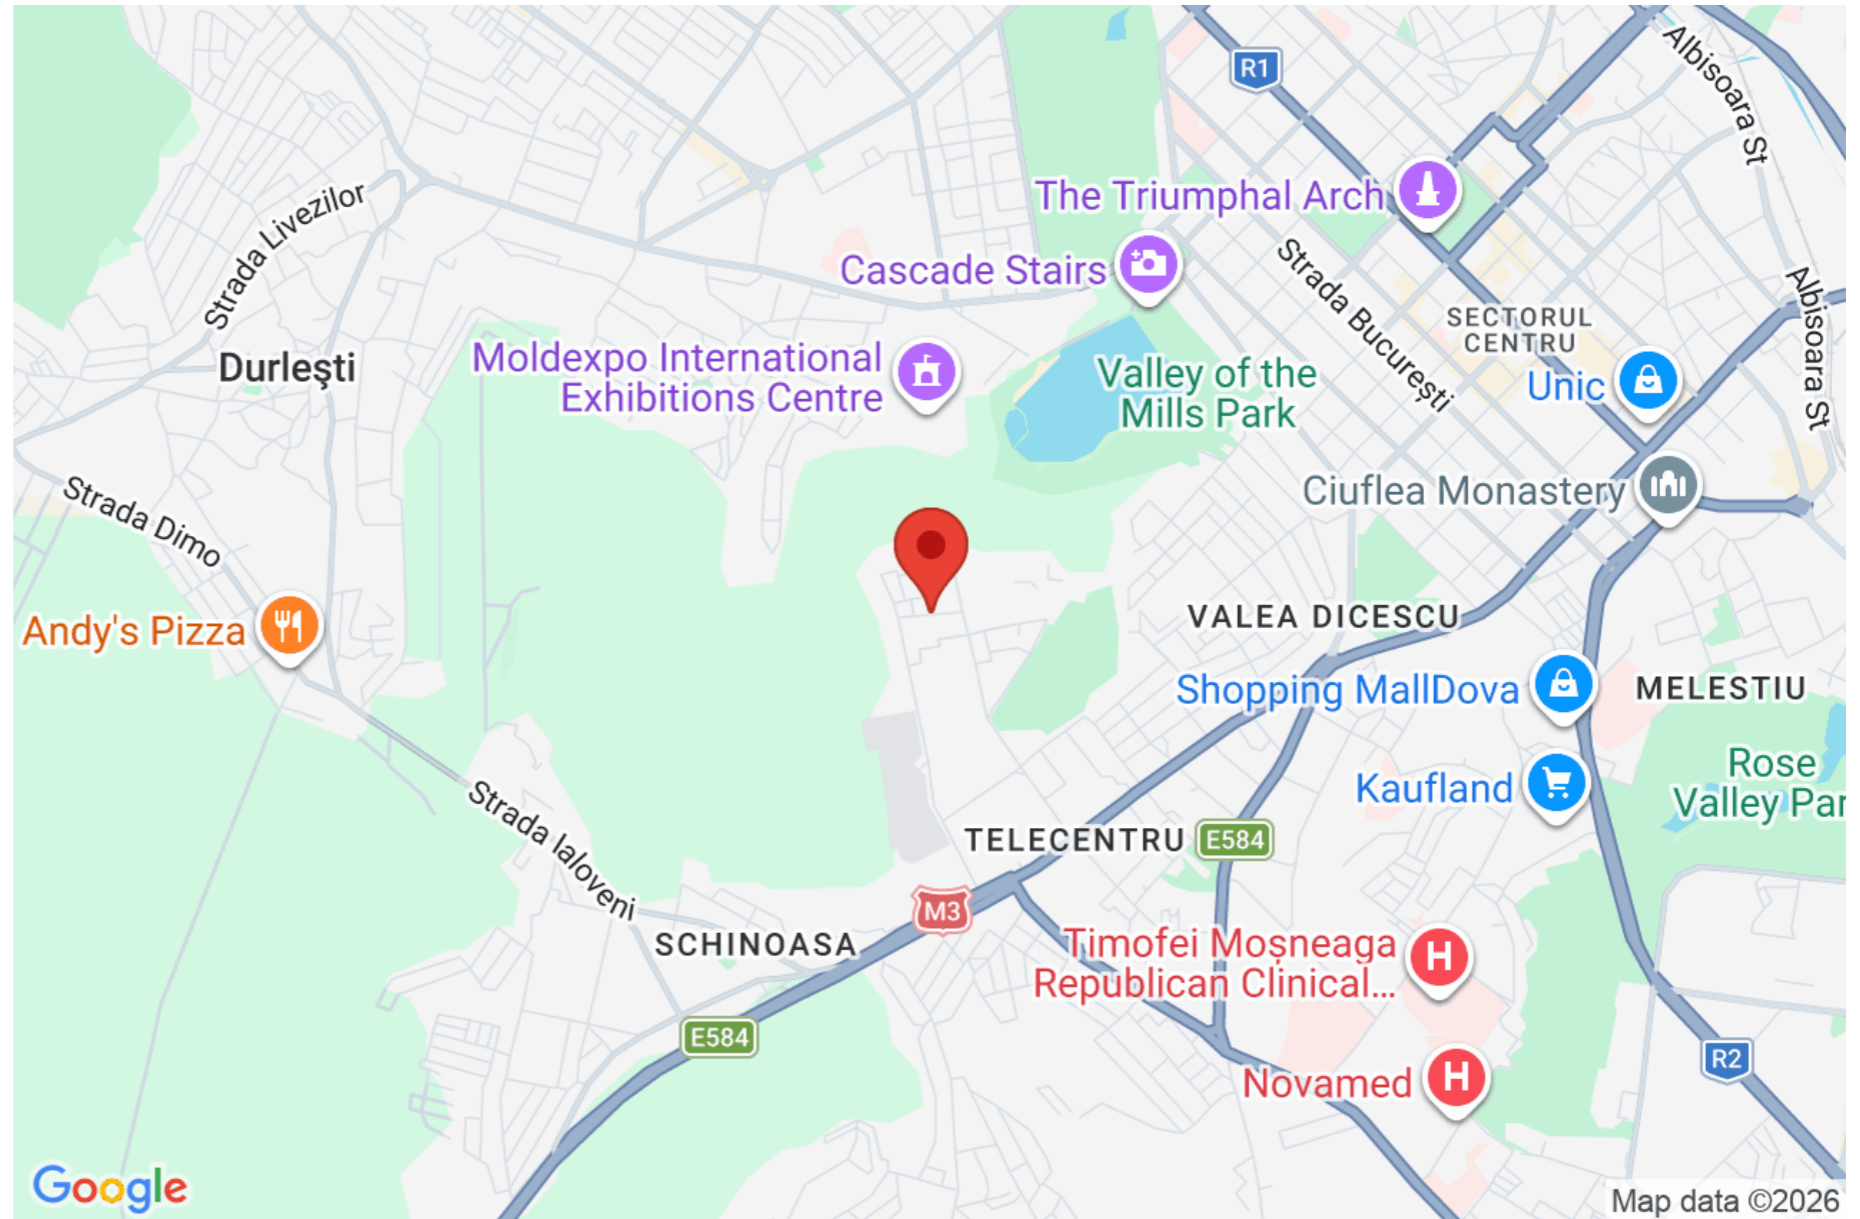 R1
Albisoara St
The Triumphal Arch
Strada Livezilor
Cascade Stairs
Strada București
Albisoara St
SECTORUL
CENTRU
Durleşti
Moldexpo International
Exhibitions Centre
Valley of the
Mills Park
Unic
Strada Dimo
Ciuflea Monastery
Andy's Pizza
VALEA DICESCU
Shopping MallDova
MELESTIU
Kaufland
Rose
Valley Par
Strada Ialoveni
TELECENTRU
E584
M3
SCHINOASA
Timofei Moșneaga
Republican Clinical...
H
E584
R2
Novamed
H
Google
Map data ©2026